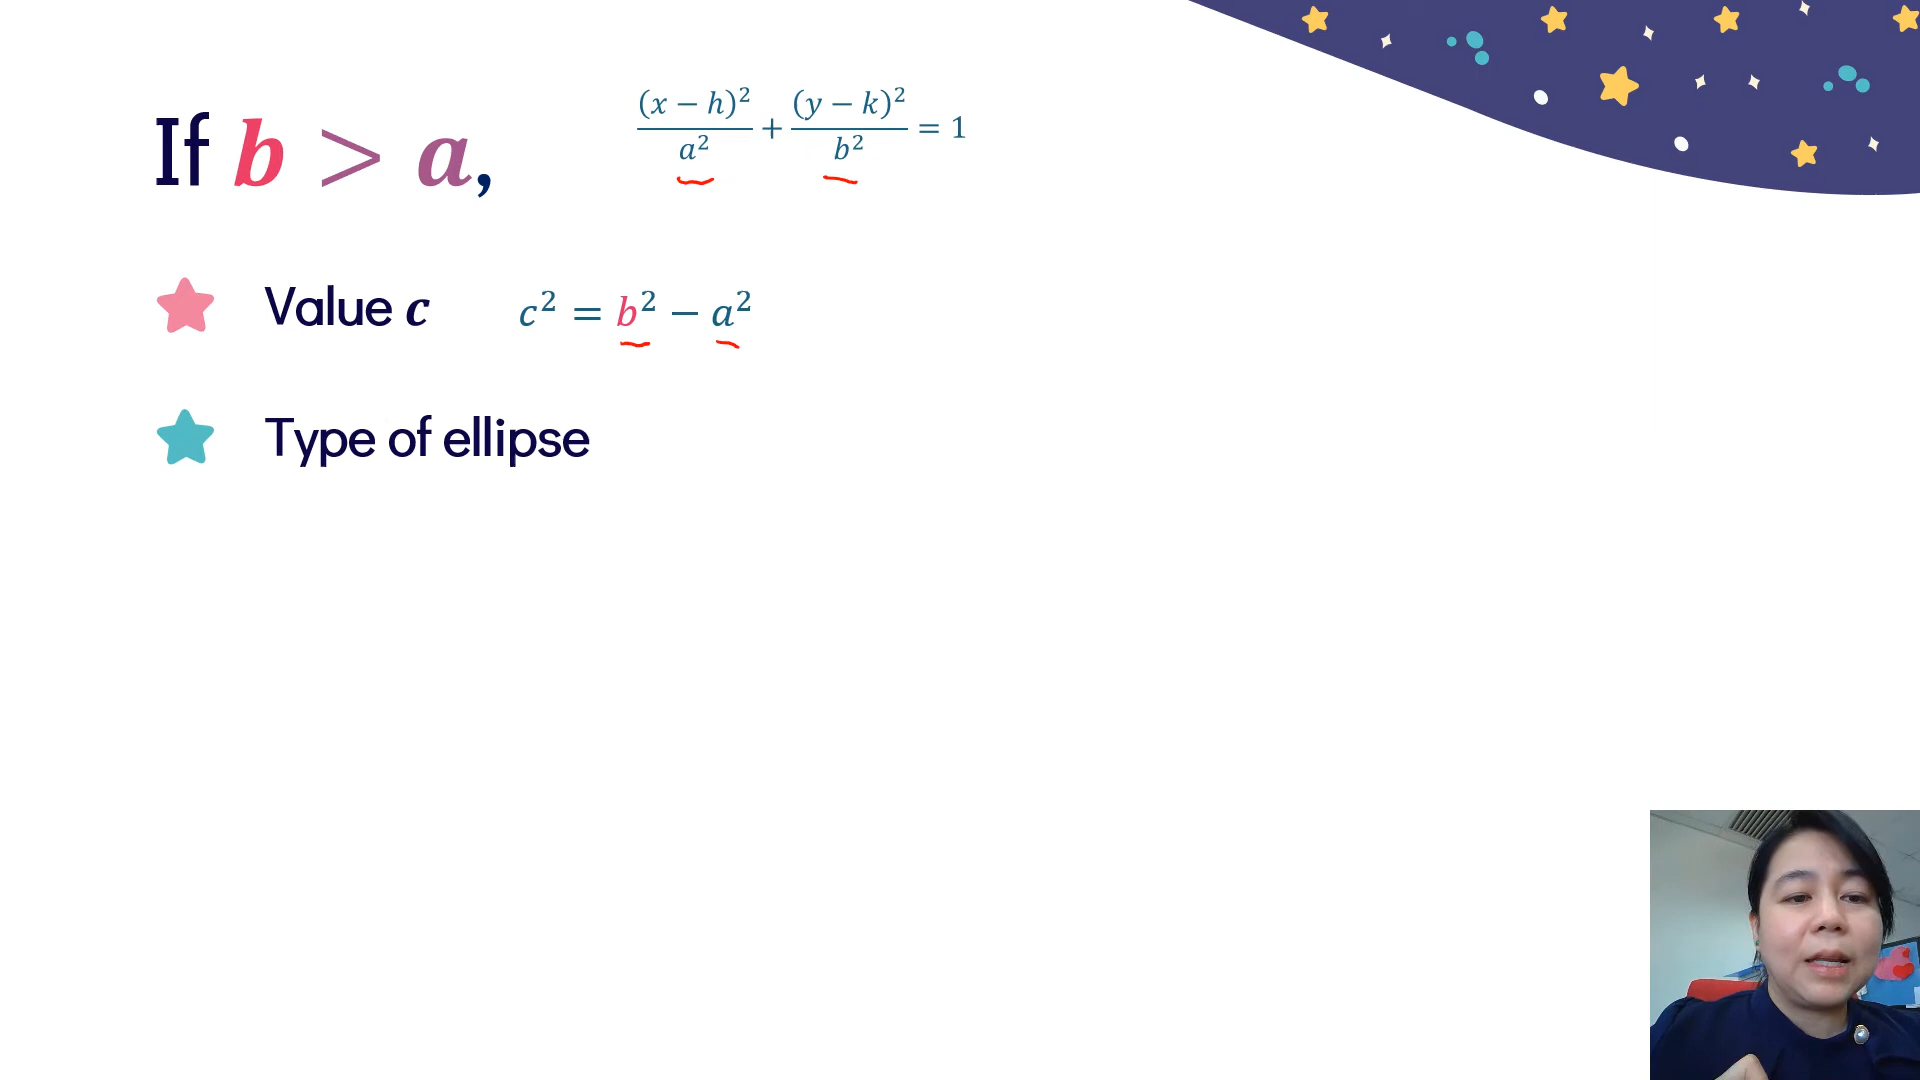 If b > a,
(x − h)²/a² + (y − k)²/b² = 1
Value c
c² = b² − a²
Type of ellipse